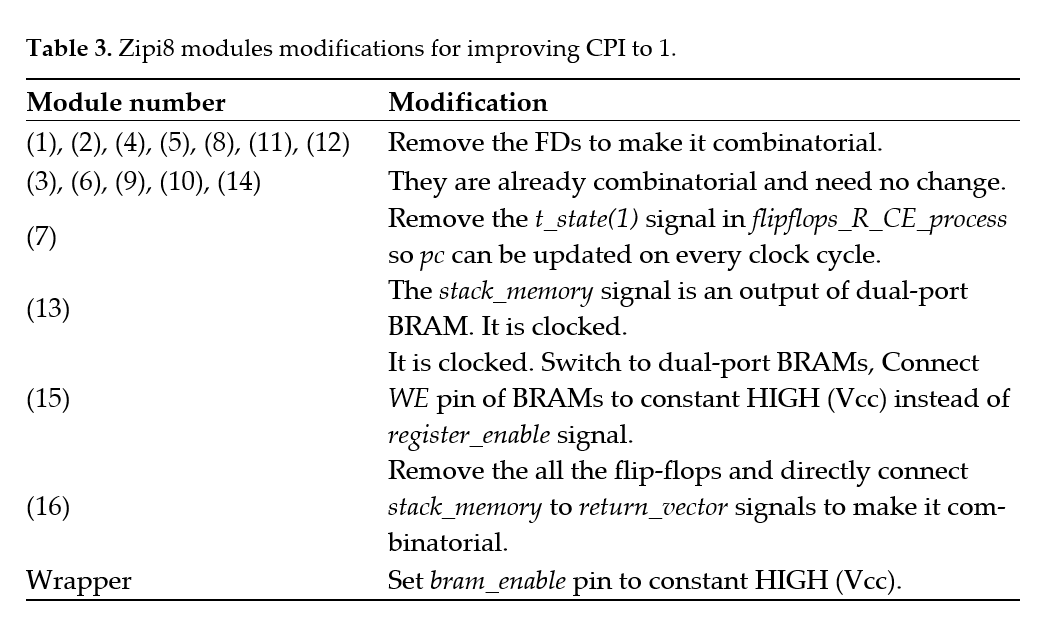 Table 3. Zipi8 modules modifications for improving CPI to 1.
Module number Modification
(1), (2), (4), (5), (8), (11), (12) Remove the FDs to make it combinatorial.
(3), (6), (9), (10), (14) They are already combinatorial and need no change.
(7) Remove the t_state(1) signal in flipflops_R_CE_process
so pc can be updated on every clock cycle.
(13) The stack_memory signal is an output of dual-port
BRAM. It is clocked.
(15) It is clocked. Switch to dual-port BRAMs, Connect
WE pin of BRAMs to constant HIGH (Vcc) instead of
register_enable signal.
(16) Remove the all the flip-flops and directly connect
stack_memory to return_vector signals to make it com-
binatorial.
Wrapper Set bram_enable pin to constant HIGH (Vcc).